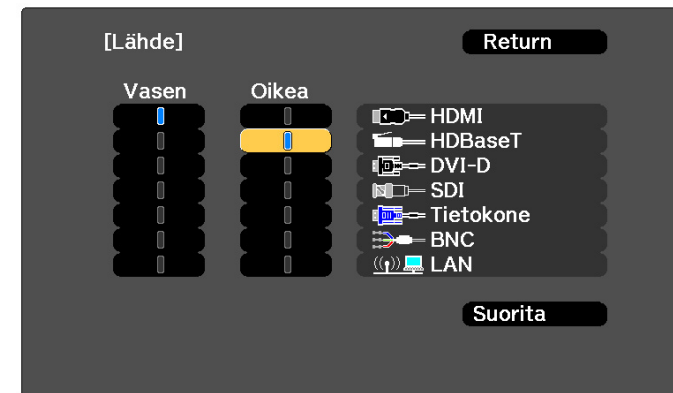 [Lähde] Return
Vasen Oikea
HDMI
HDBaseT
DVI-D
SDI
Tietokone
BNC
LAN
Suorita